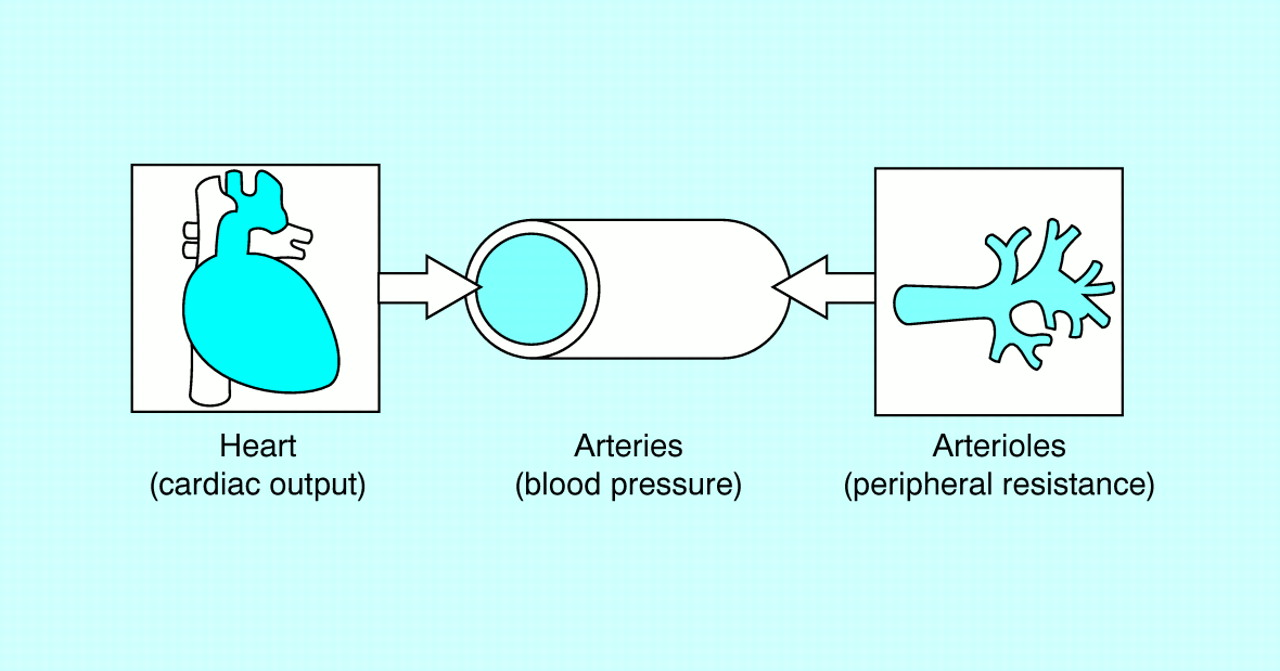 Heart
(cardiac output)
Arteries
(blood pressure)
Arterioles
(peripheral resistance)